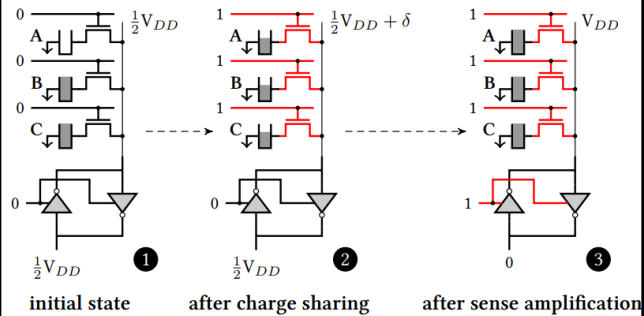 0 ½V_DD 1 ½V_DD + δ 1 V_DD
A A A
0 1 1
B B B
0 1 1
C C C
0 0 1
½V_DD 1 ½V_DD 2 0 3
initial state after charge sharing after sense amplification